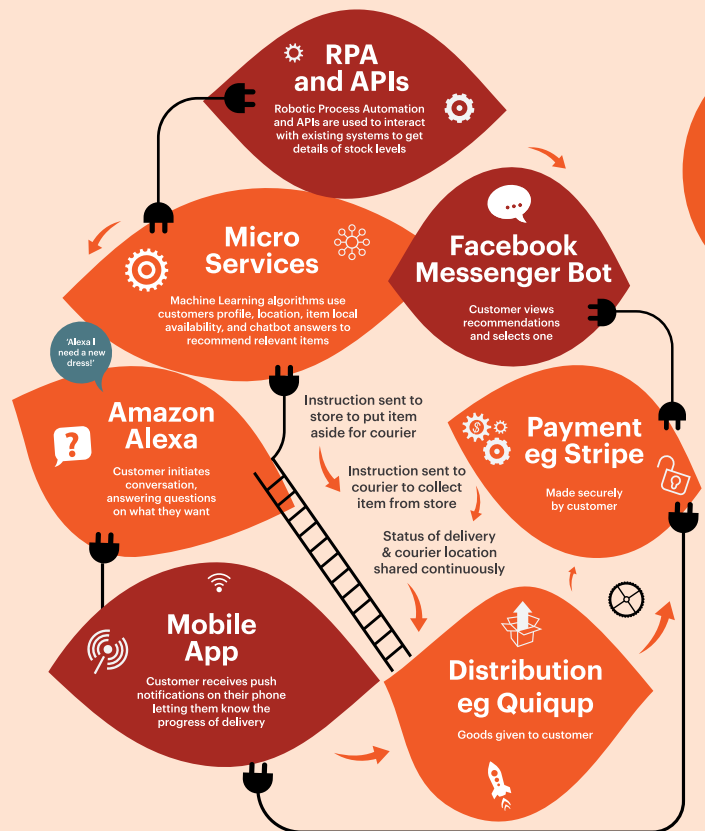 RPA
and APIs
Robotic Process Automation
and APIs are used to interact
with existing systems to get
details of stock levels
Micro
Services
Machine Learning algorithms use
customers profile, location, item local
availability, and chatbot answers to
recommend relevant items
Facebook
Messenger Bot
Customer views
recommendations
and selects one
'Alexa I
need a new
dress!'
Amazon
Alexa
Customer initiates
conversation,
answering questions
on what they want
Instruction sent to
store to put item
aside for courier
Instruction sent to
courier to collect
item from store
Status of delivery
& courier location
shared continuously
Payment
eg Stripe
Made securely
by customer
Mobile
App
Customer receives push
notifications on their phone
letting them know the
progress of delivery
Distribution
eg Quiqup
Goods given to customer